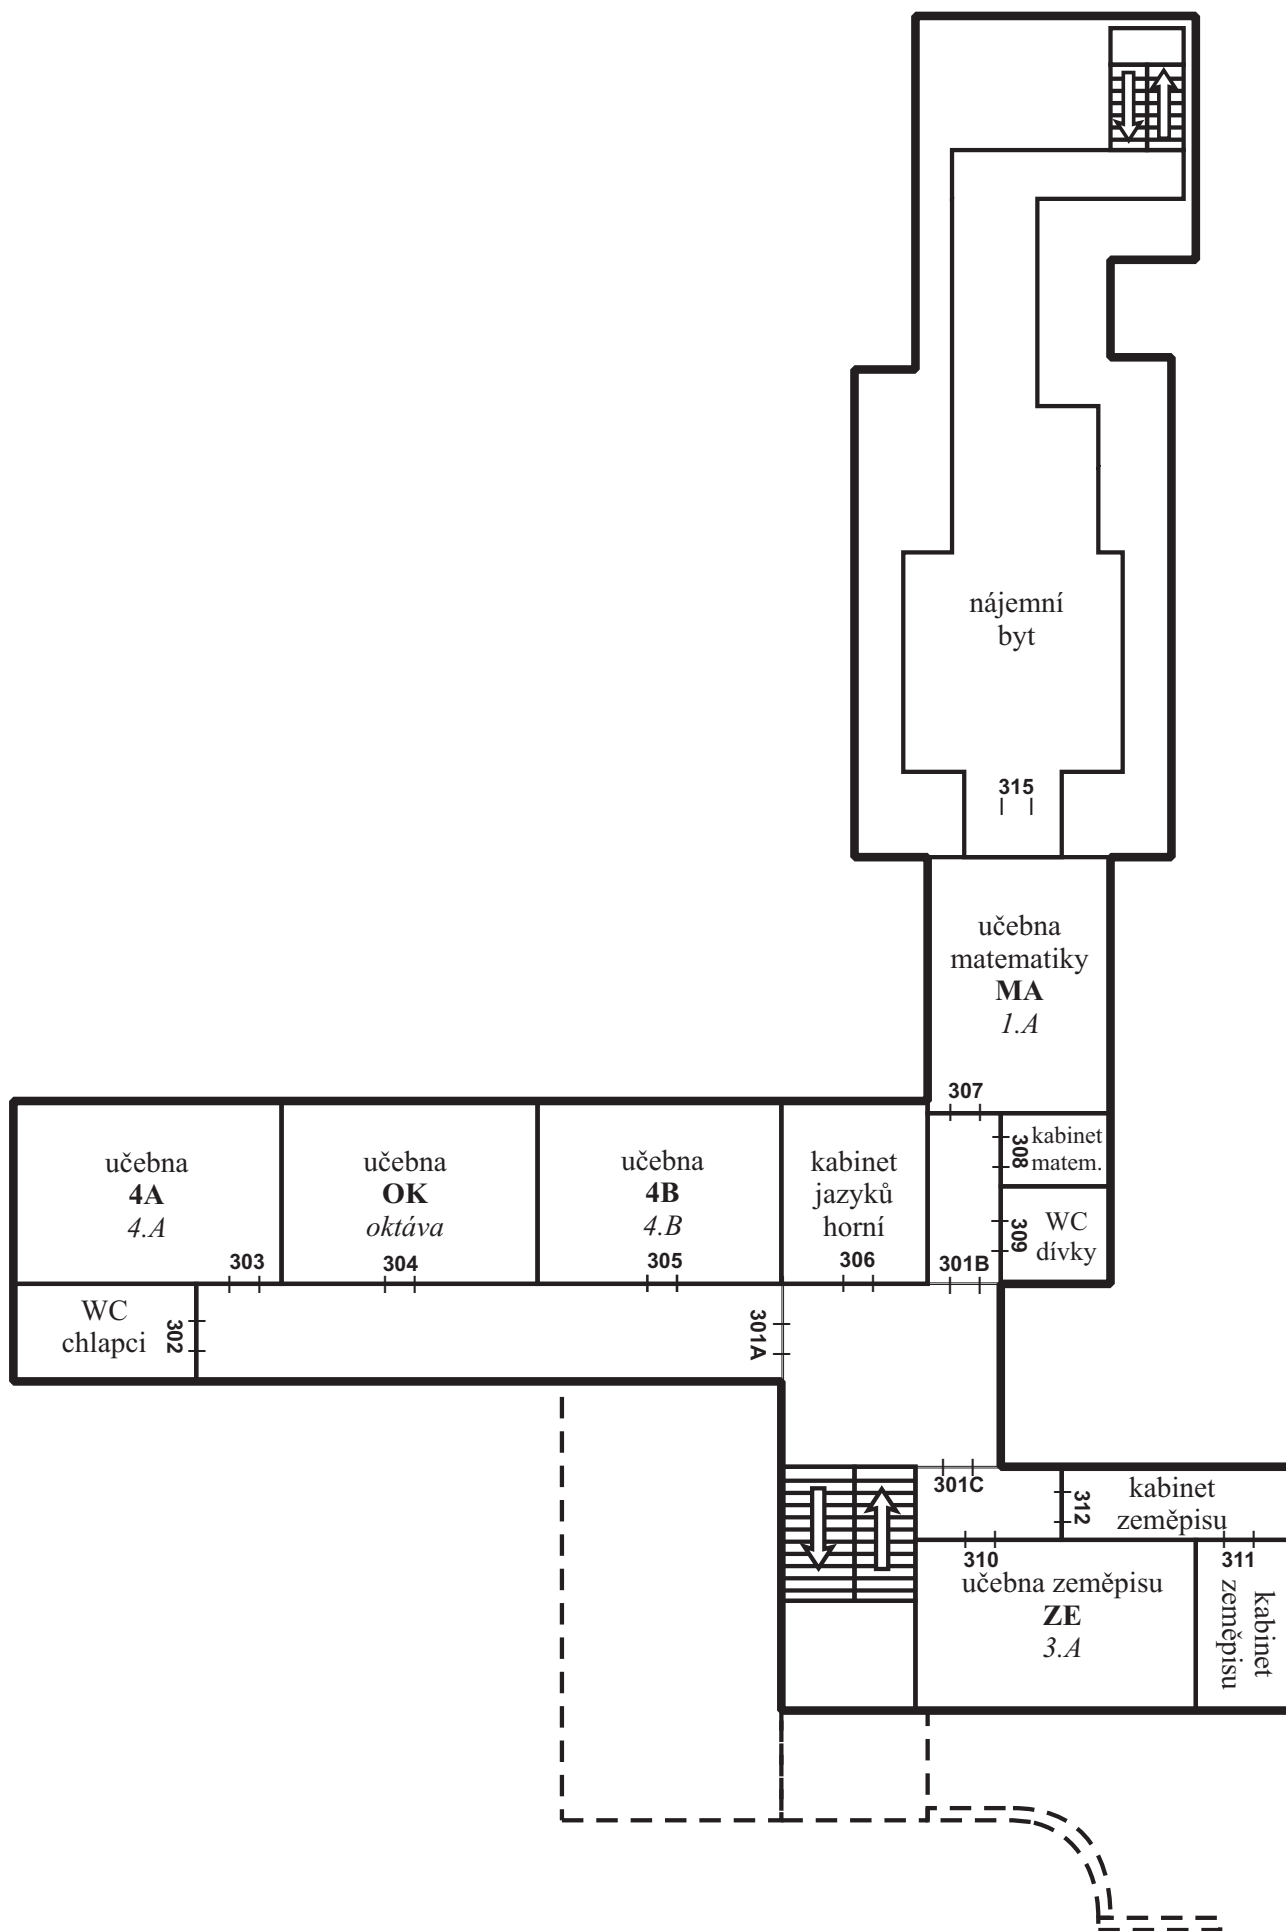 nájemní
byt
315
učebna
matematiky
MA
1.A
307
308
kabinet
matem.
309
WC
dívky
301B
učebna
4A
4.A
303
učebna
OK
oktáva
304
učebna
4B
4.B
305
kabinet
jazyků
horní
306
WC
chlapci
302
301A
301C
312
kabinet
zeměpisu
310
311
učebna zeměpisu
ZE
3.A
kabinet
zeměpisu